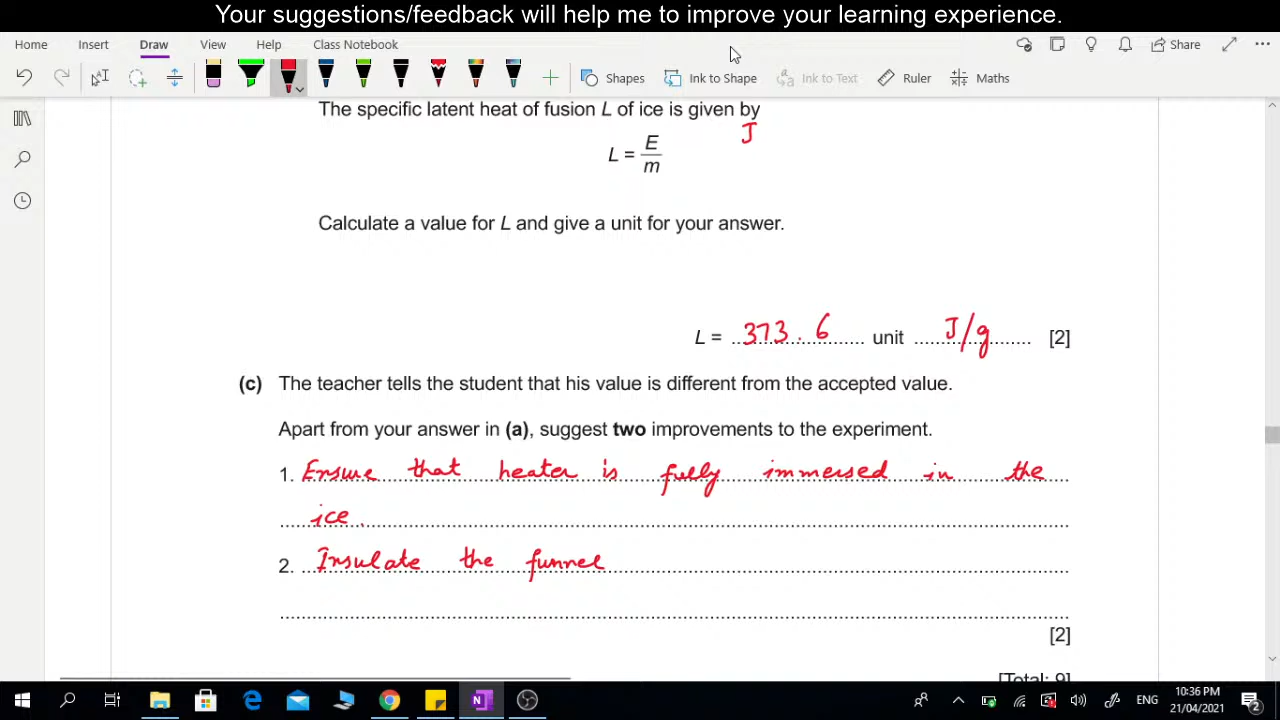 Your suggestions/feedback will help me to improve your learning experience.
Home Insert Draw View Help Class Notebook Share
Shapes Ink to Shape Ink to Text Ruler Maths
The specific latent heat of fusion L of ice is given by
J
L = E/m
Calculate a value for L and give a unit for your answer.
L = 373.6 unit J/g [2]
(c) The teacher tells the student that his value is different from the accepted value.
Apart from your answer in (a), suggest two improvements to the experiment.
1. Ensure that heater is fully immersed in the
ice.
2. Insulate the funnel
[2]
[Total: 9]
ENG 10:36 PM
21/04/2021 2